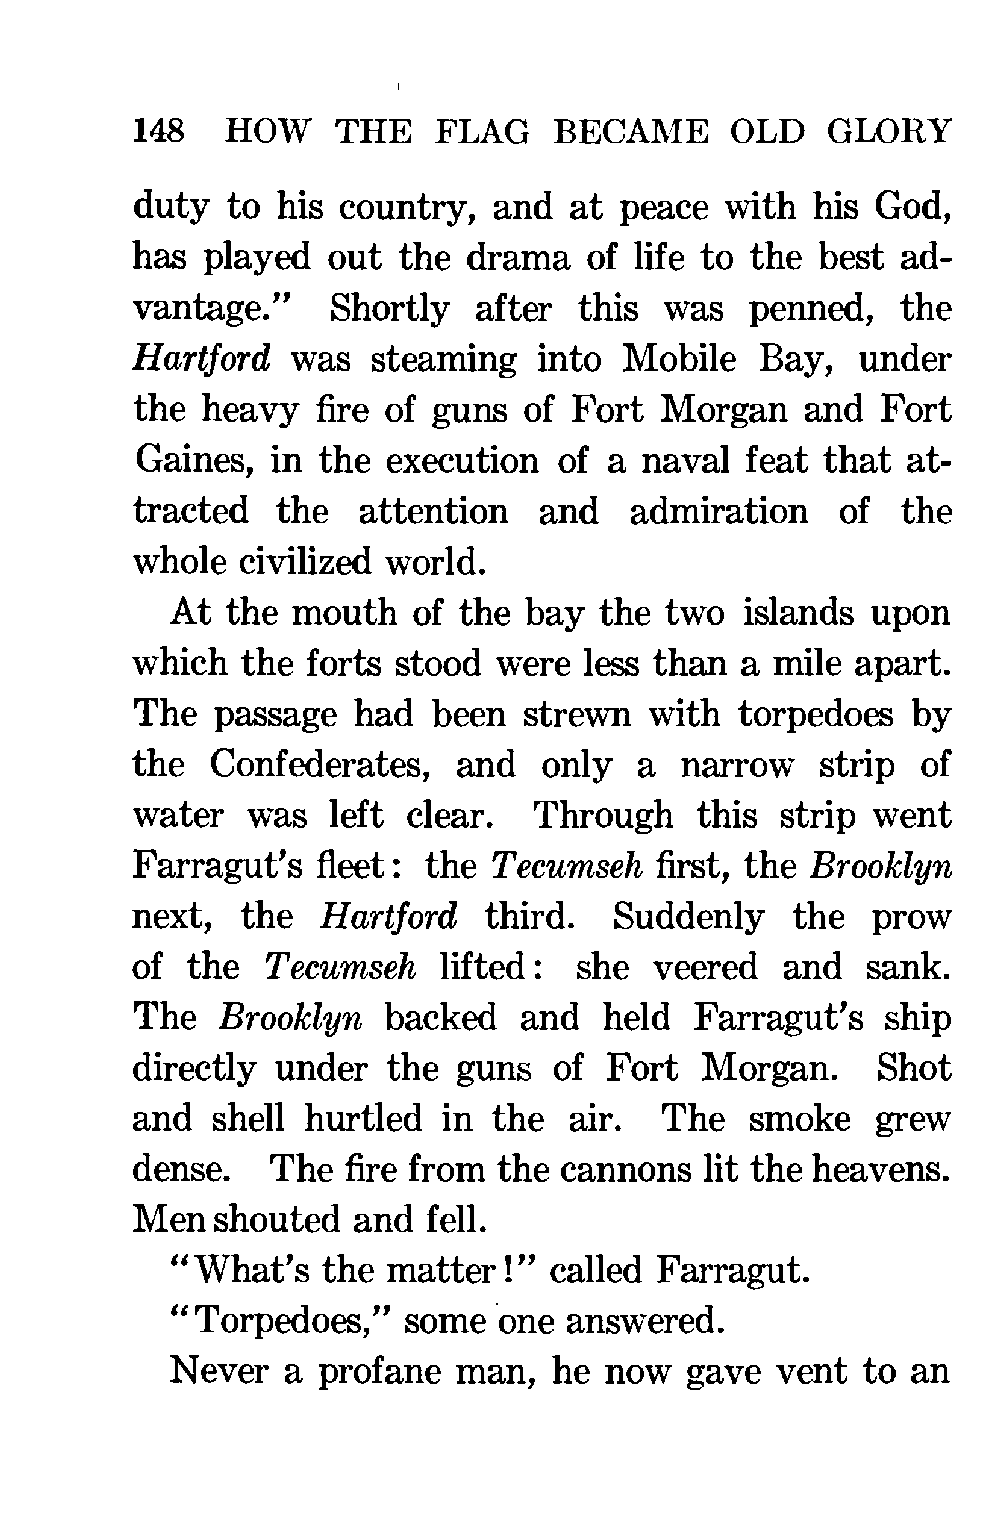 148 HOW THE FLAG BECAME OLD GLORY
duty to his country, and at peace with his God,
has played out the drama of life to the best ad-
vantage." Shortly after this was penned, the
Hartford was steaming into Mobile Bay, under
the heavy fire of guns of Fort Morgan and Fort
Gaines, in the execution of a naval feat that at-
tracted the attention and admiration of the
whole civilized world.
At the mouth of the bay the two islands upon
which the forts stood were less than a mile apart.
The passage had been strewn with torpedoes by
the Confederates, and only a narrow strip of
water was left clear. Through this strip went
Farragut's fleet: the Tecumseh first, the Brooklyn
next, the Hartford third. Suddenly the prow
of the Tecumseh lifted: she veered and sank.
The Brooklyn backed and held Farragut's ship
directly under the guns of Fort Morgan. Shot
and shell hurtled in the air. The smoke grew
dense. The fire from the cannons lit the heavens.
Men shouted and fell.
"What's the matter!" called Farragut.
"Torpedoes," some one answered.
Never a profane man, he now gave vent to an